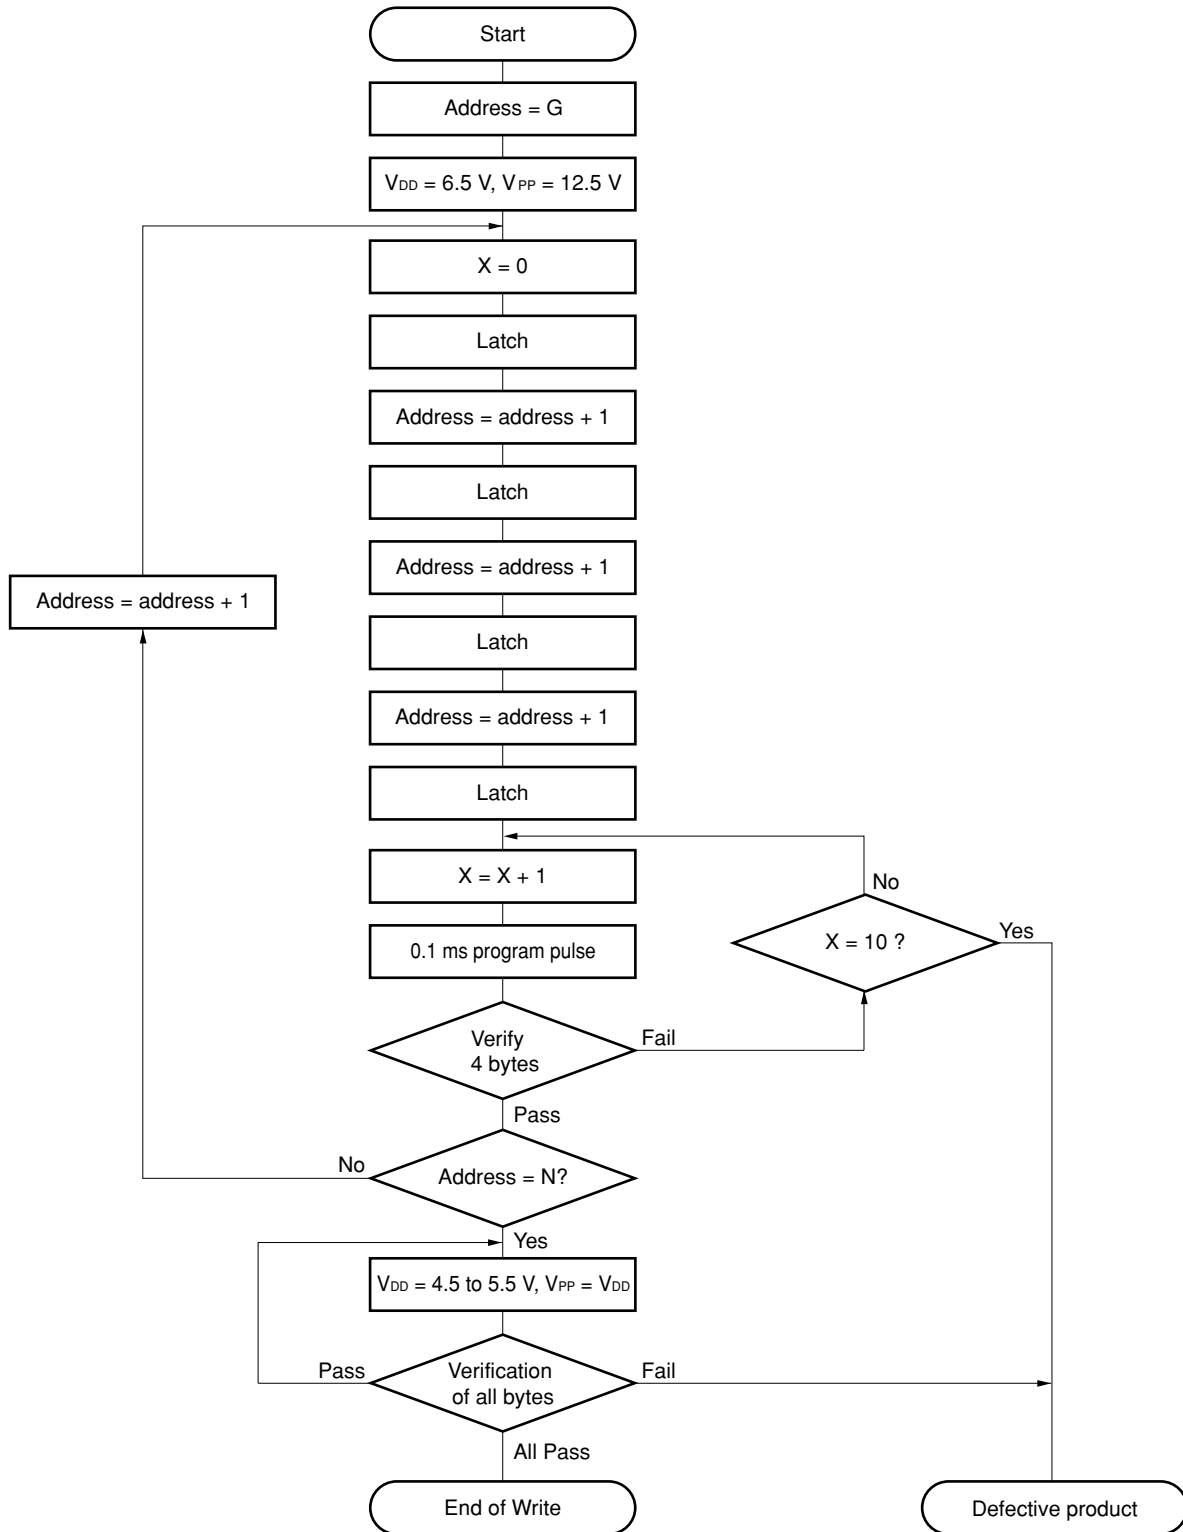 Start
Address = G
VDD = 6.5 V, VPP = 12.5 V
X = 0
Latch
Address = address + 1
Latch
Address = address + 1
Address = address + 1
Latch
Address = address + 1
Latch
X = X + 1
No
X = 10 ?
Yes
0.1 ms program pulse
Verify
4 bytes
Fail
Pass
No
Address = N?
Yes
VDD = 4.5 to 5.5 V, VPP = VDD
Pass
Verification
of all bytes
Fail
All Pass
End of Write
Defective product